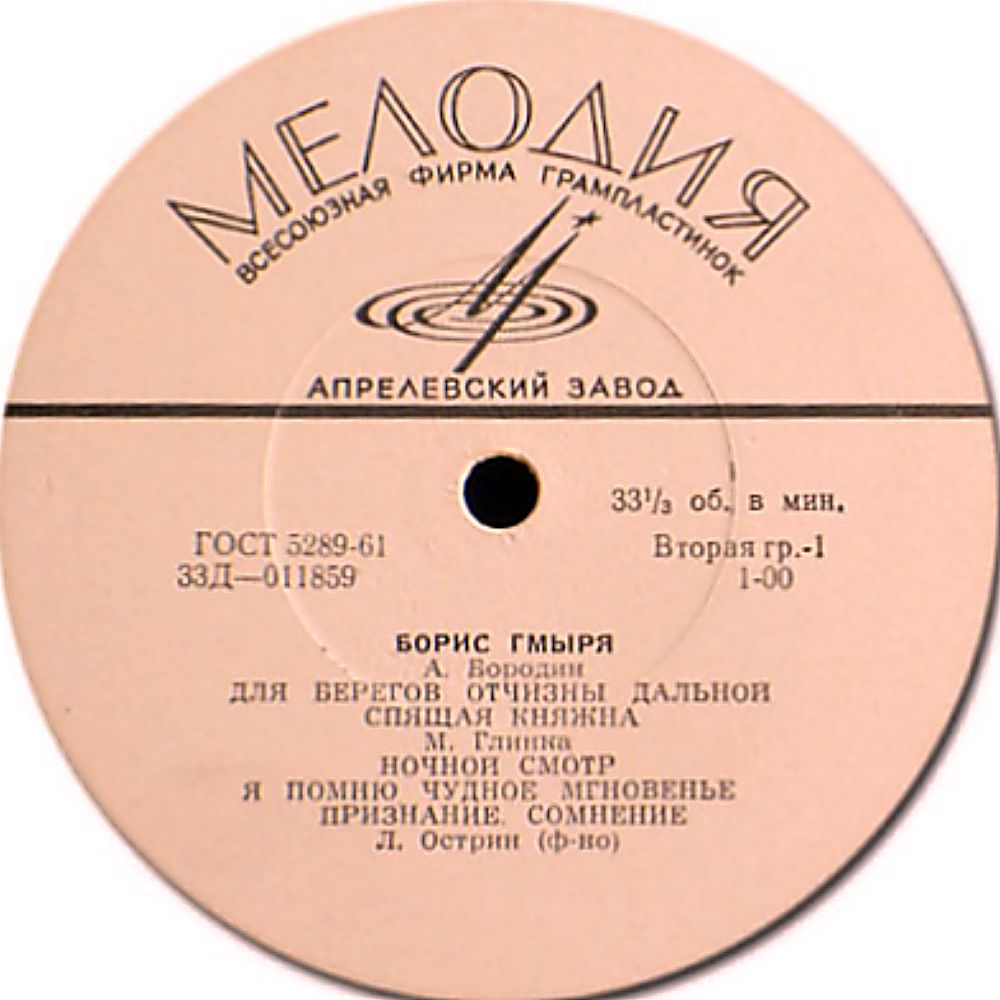 МЕЛОДИЯ
ВСЕСОЮЗНАЯ ФИРМА ГРАМПЛАСТИНОК
АПРЕЛЕВСКИЙ ЗАВОД
33⅓ об. в мин.
ГОСТ 5289-61
Вторая гр.-1
33Д—011859
1-00
БОРИС ГМЫРЯ
А. Бородин
ДЛЯ БЕРЕГОВ ОТЧИЗНЫ ДАЛЬНОЙ
СПЯЩАЯ КНЯЖНА
М. Глинка
НОЧНОЙ СМОТР
Я ПОМНЮ ЧУДНОЕ МГНОВЕНЬЕ
ПРИЗНАНИЕ. СОМНЕНИЕ
Л. Острин (ф-но)